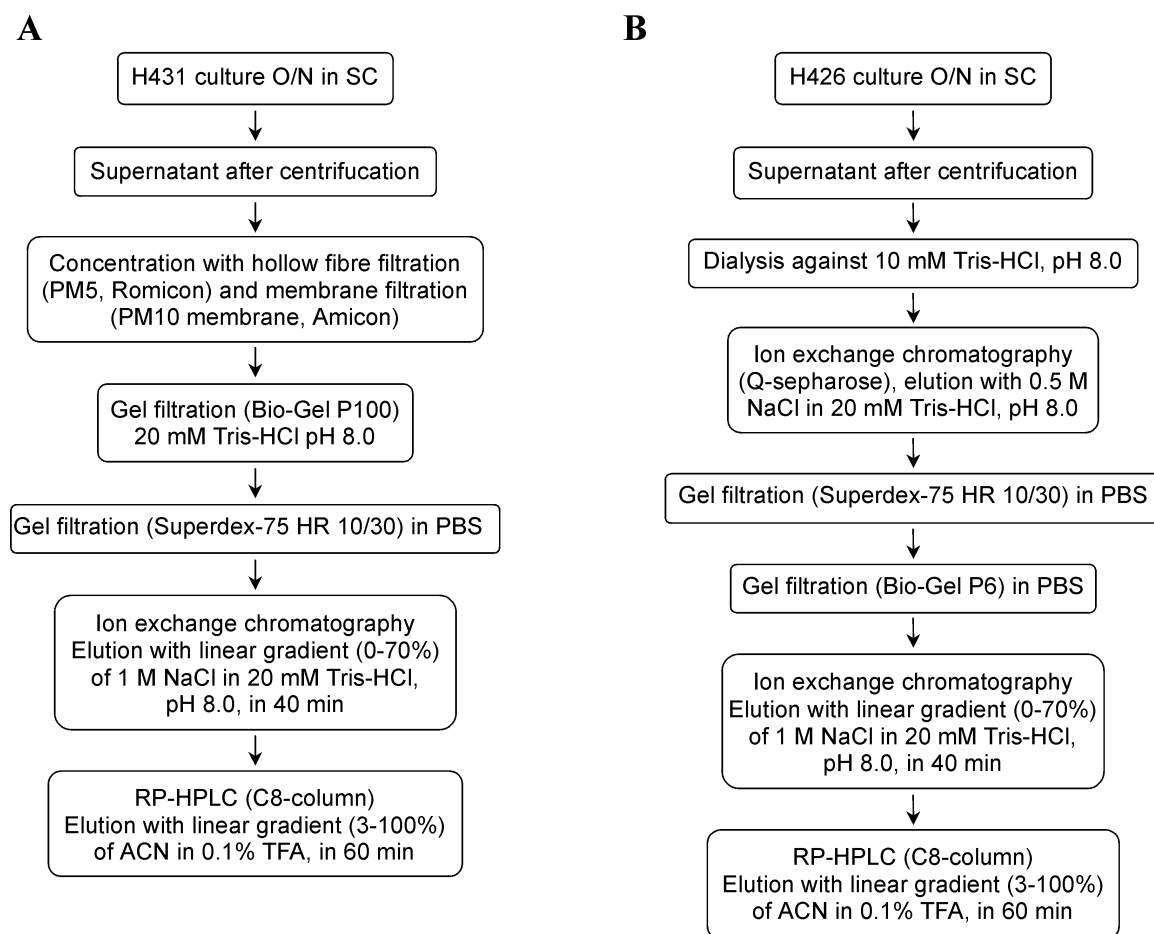 A
H431 culture O/N in SC
Supernatant after centrifucation
Concentration with hollow fibre filtration
(PM5, Romicon) and membrane filtration
(PM10 membrane, Amicon)
Gel filtration (Bio-Gel P100)
20 mM Tris-HCl pH 8.0
Gel filtration (Superdex-75 HR 10/30) in PBS
Ion exchange chromatography
Elution with linear gradient (0-70%)
of 1 M NaCl in 20 mM Tris-HCl,
pH 8.0, in 40 min
RP-HPLC (C8-column)
Elution with linear gradient (3-100%)
of ACN in 0.1% TFA, in 60 min
B
H426 culture O/N in SC
Supernatant after centrifucation
Dialysis against 10 mM Tris-HCl, pH 8.0
Ion exchange chromatography
(Q-sepharose), elution with 0.5 M
NaCl in 20 mM Tris-HCl, pH 8.0
Gel filtration (Superdex-75 HR 10/30) in PBS
Gel filtration (Bio-Gel P6) in PBS
Ion exchange chromatography
Elution with linear gradient (0-70%)
of 1 M NaCl in 20 mM Tris-HCl,
pH 8.0, in 40 min
RP-HPLC (C8-column)
Elution with linear gradient (3-100%)
of ACN in 0.1% TFA, in 60 min